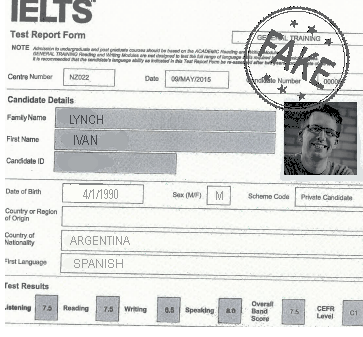 IELTS
Test Report Form
GENERAL TRAINING
NOTE Admission to undergraduate and post graduate courses should be based on the ACADEMIC Reading and
GENERAL TRAINING Reading and Writing Modules are not designed to test the full range of language skills
It is recommended that the candidate's language ability as indicated in this Test Report Form be re-assessed after
FAKE
Centre Number NZ022 Date 09/MAY/2015 Candidate Number
Candidate Details
Family Name LYNCH
First Name IVAN
Candidate ID
Date of Birth 4/1/1990 Sex (M/F) M Scheme Code Private Candidate
Country or Region
of Origin
Country of
Nationality ARGENTINA
First Language SPANISH
Test Results
Listening 7.5 Reading 7.5 Writing 6.5 Speaking 8.0 Overall Band Score 7.5 CEFR Level C1